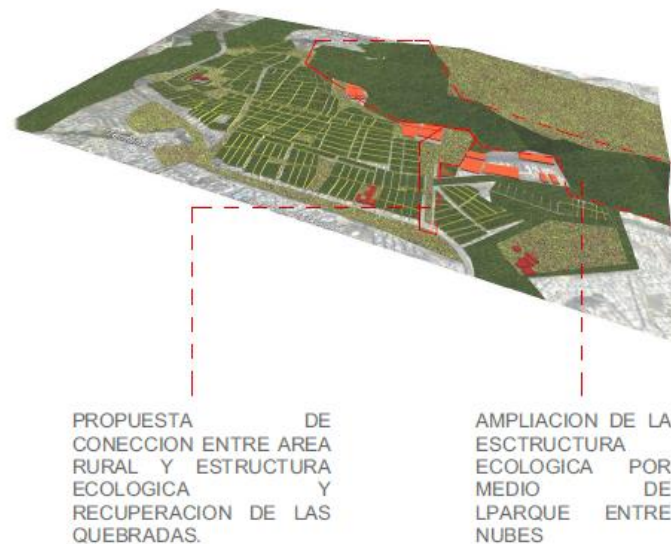 PROPUESTA DE
CONECCION ENTRE AREA
RURAL Y ESTRUCTURA
ECOLOGICA Y
RECUPERACION DE LAS
QUEBRADAS.
AMPLIACION DE LA
ESCTRUCTURA
ECOLOGICA POR
MEDIO DE
LPARQUE ENTRE
NUBES